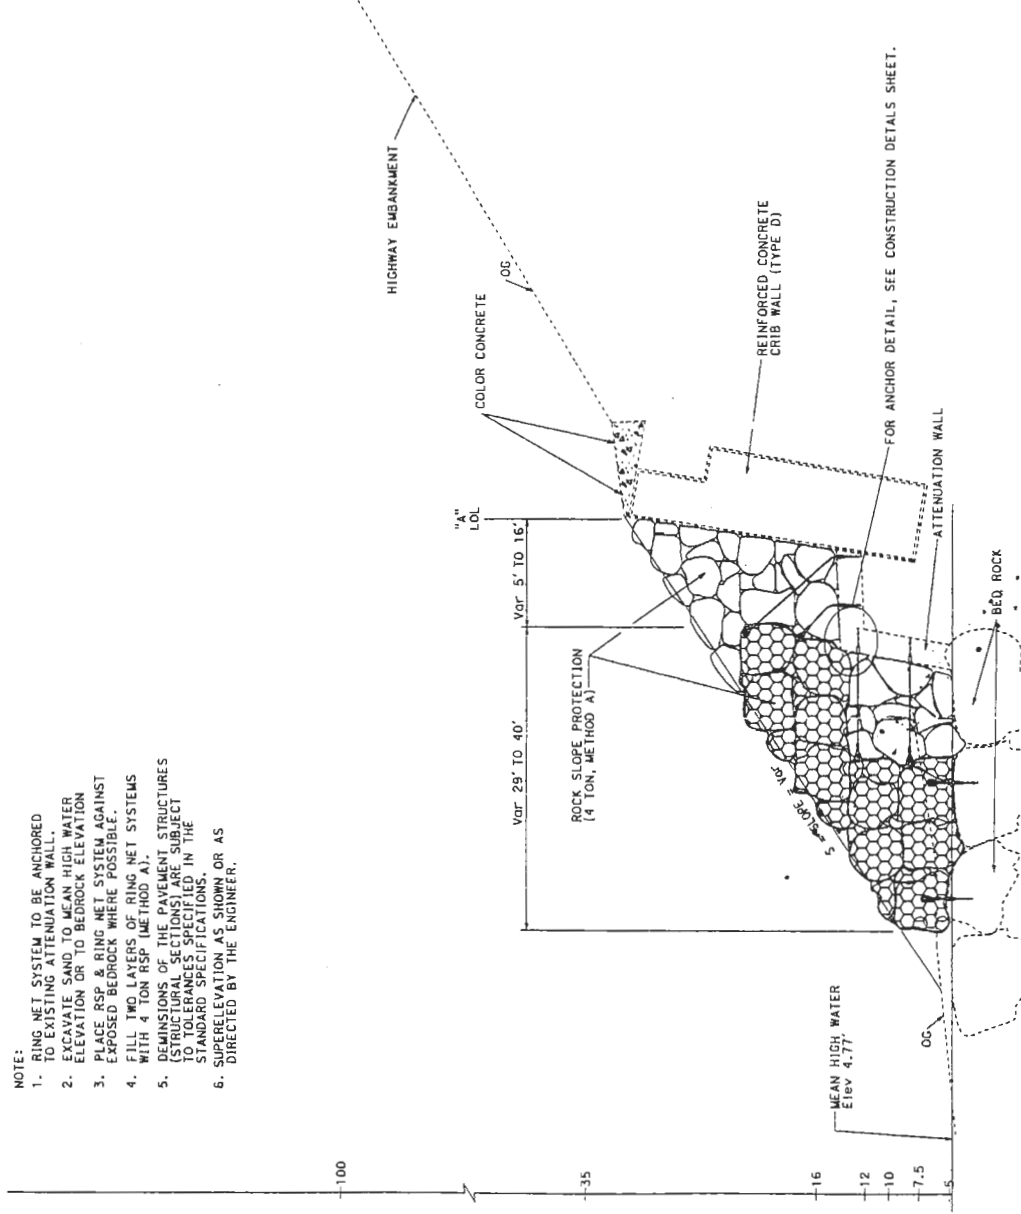 NOTE:
1. RING NET SYSTEM TO BE ANCHORED
TO EXISTING ATTENUATION WALL.
2. EXCAVATE SAND TO MEAN HIGH WATER
ELEVATION OR TO BEDROCK ELEVATION
3. PLACE RSP & RING NET SYSTEM AGAINST
EXPOSED BEDROCK WHERE POSSIBLE.
4. FILL TWO LAYERS OF RING NET SYSTEMS
WITH 4 TON RSP (METHOD A).
5. DEMINSIONS OF THE PAVEMENT STRUCTURES
(STRUCTURAL SECTIONS) ARE SUBJECT
TO TOLERANCES SPECIFIED IN THE
STANDARD SPECIFICATIONS.
6. SUPERELEVATION AS SHOWN OR AS
DIRECTED BY THE ENGINEER.
HIGHWAY EMBANKMENT
OG
COLOR CONCRETE
"A"
LOL
Var 5' TO 16'
Var 29' TO 40'
ROCK SLOPE PROTECTION
(4 TON, METHOD A)
REINFORCED CONCRETE
CRIB WALL (TYPE D)
FOR ANCHOR DETAIL, SEE CONSTRUCTION DETALS SHEET.
ATTENUATION WALL
BED ROCK
S = SLOPE = Var
MEAN HIGH WATER
Elev 4.77'
OG
100
35
16
12
10
7.5
5